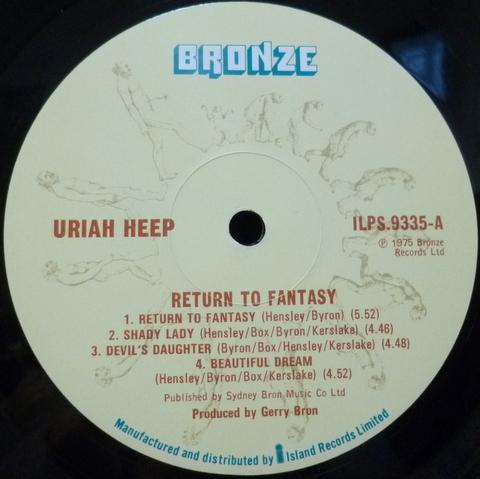 BRONZE
URIAH HEEP
ILPS.9335-A
℗ 1975 Bronze
Records Ltd
RETURN TO FANTASY
1. RETURN TO FANTASY (Hensley/Byron) (5.52)
2. SHADY LADY (Hensley/Box/Byron/Kerslake) (4.46)
3. DEVIL'S DAUGHTER (Byron/Box/Hensley/Kerslake) (4.48)
4. BEAUTIFUL DREAM
(Hensley/Byron/Box/Kerslake) (4.52)
Published by Sydney Bron Music Co Ltd
Produced by Gerry Bron
Manufactured and distributed by i Island Records Limited